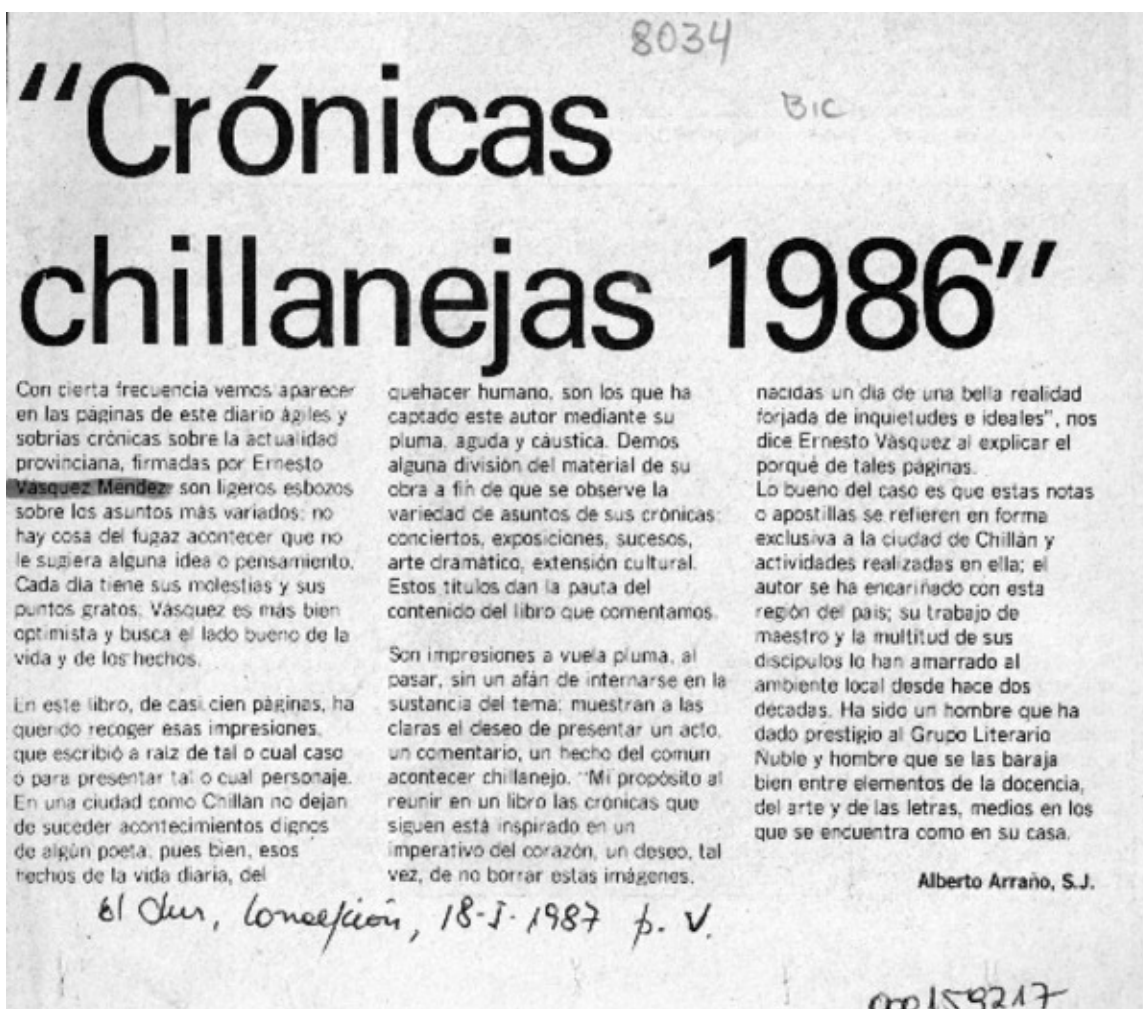 8034
BIC
“Crónicas
chillanejas 1986”
Con cierta frecuencia vemos aparecer
en las páginas de este diario ágiles y
sobrias crónicas sobre la actualidad
provinciana, firmadas por Ernesto
Vásquez Méndez: son ligeros esbozos
sobre los asuntos más variados; no
hay cosa del fugaz acontecer que no
le sugiera alguna idea o pensamiento.
Cada día tiene sus molestias y sus
puntos gratos. Vásquez es más bien
optimista y busca el lado bueno de la
vida y de los hechos.
En este libro, de casi cien páginas, ha
querido recoger esas impresiones,
que escribió a raíz de tal o cual caso
o para presentar tal o cual personaje.
En una ciudad como Chillán no dejan
de suceder acontecimientos dignos
de algún poeta, pues bien, esos
hechos de la vida diaria, del
quehacer humano, son los que ha
captado este autor mediante su
pluma, aguda y cáustica. Demos
alguna división del material de su
obra a fin de que se observe la
variedad de asuntos de sus crónicas:
conciertos, exposiciones, sucesos,
arte dramático, extensión cultural.
Estos títulos dan la pauta del
contenido del libro que comentamos.
Son impresiones a vuela pluma, al
pasar, sin un afán de internarse en la
sustancia del tema; muestran a las
claras el deseo de presentar un acto,
un comentario, un hecho del común
acontecer chillanejo. “Mi propósito al
reunir en un libro las crónicas que
siguen está inspirado en un
imperativo del corazón, un deseo, tal
vez, de no borrar estas imágenes,
nacidas un día de una bella realidad
forjada de inquietudes e ideales”, nos
dice Ernesto Vásquez al explicar el
porqué de tales páginas.
Lo bueno del caso es que estas notas
o apostillas se refieren en forma
exclusiva a la ciudad de Chillán y
actividades realizadas en ella; el
autor se ha encariñado con esta
región del país; su trabajo de
maestro y la multitud de sus
discípulos lo han amarrado al
ambiente local desde hace dos
décadas. Ha sido un hombre que ha
dado prestigio al Grupo Literario
Ñuble y hombre que se las baraja
bien entre elementos de la docencia,
del arte y de las letras, medios en los
que se encuentra como en su casa.
Alberto Arraño, S.J.
El Sur, Concepción, 18-I-1987 p. V.
000159217